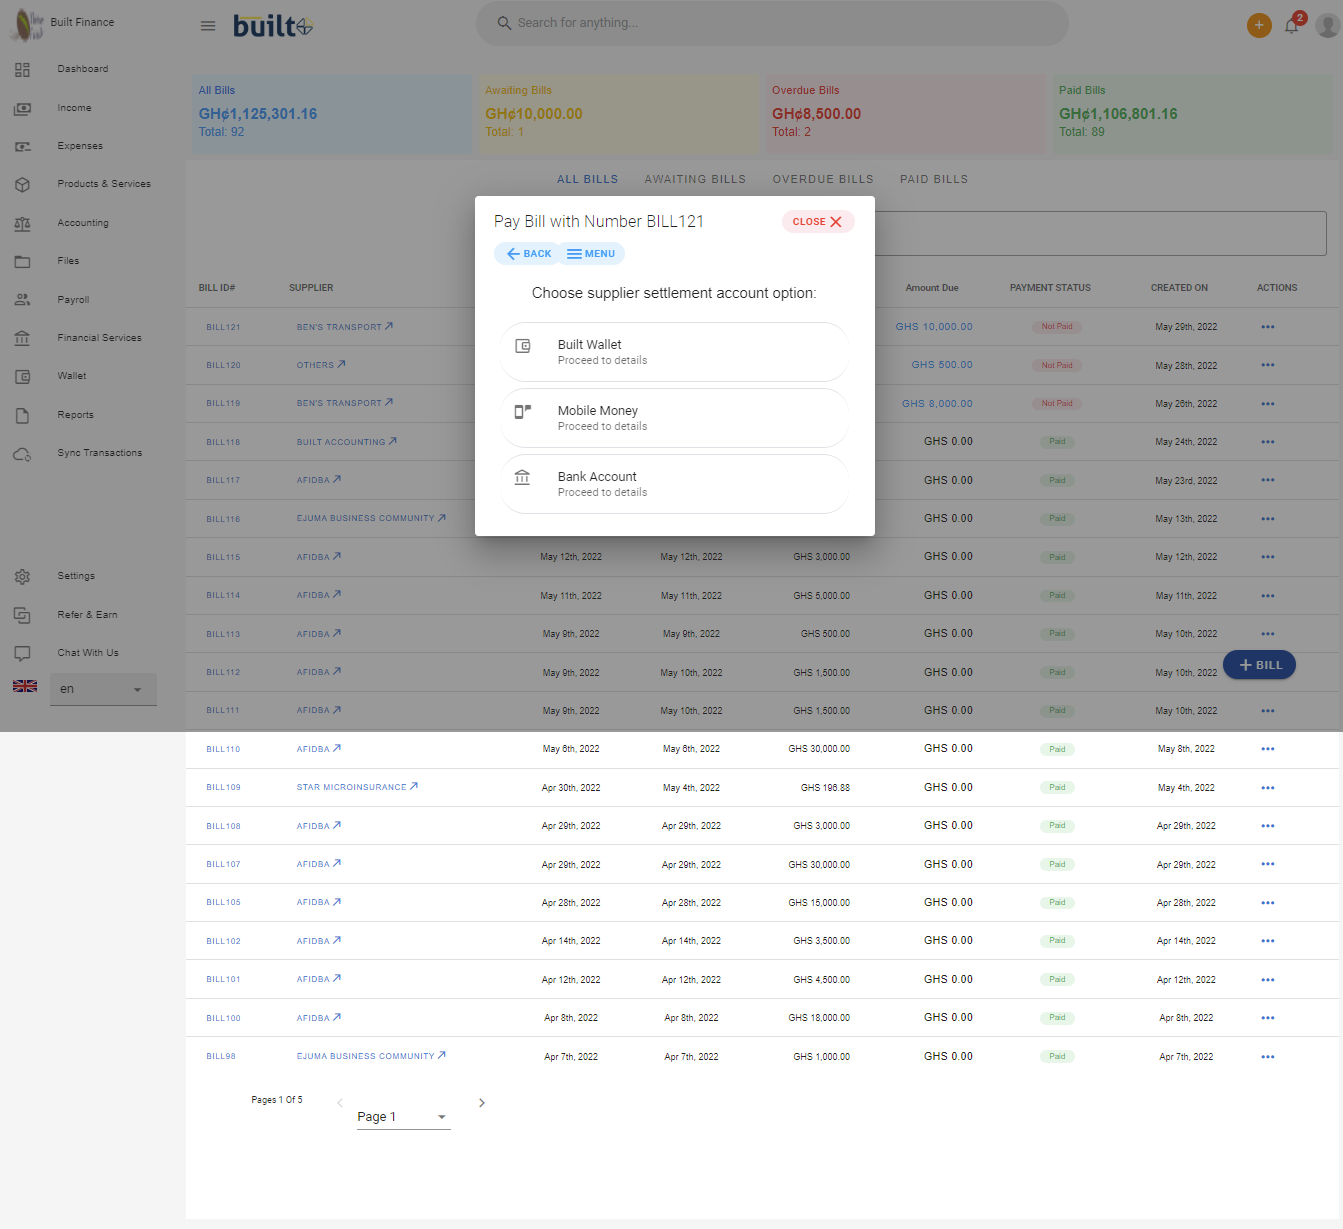 Built Finance
built
Search for anything...
2
Dashboard
Income
Expenses
Products & Services
Accounting
Files
Payroll
Financial Services
Wallet
Reports
Sync Transactions
Settings
Refer & Earn
Chat With Us
en
All Bills
GH¢1,125,301.16
Total: 92
Awaiting Bills
GH¢10,000.00
Total: 1
Overdue Bills
GH¢8,500.00
Total: 2
Paid Bills
GH¢1,106,801.16
Total: 89
ALL BILLS AWAITING BILLS OVERDUE BILLS PAID BILLS
Pay Bill with Number BILL121
CLOSE
BACK MENU
Choose supplier settlement account option:
Built Wallet
Proceed to details
Mobile Money
Proceed to details
Bank Account
Proceed to details
BILL ID# SUPPLIER Amount Due PAYMENT STATUS CREATED ON ACTIONS
BILL121 BEN'S TRANSPORT GHS 10,000.00 Not Paid May 29th, 2022
BILL120 OTHERS GHS 500.00 Not Paid May 28th, 2022
BILL119 BEN'S TRANSPORT GHS 8,000.00 Not Paid May 26th, 2022
BILL118 BUILT ACCOUNTING GHS 0.00 Paid May 24th, 2022
BILL117 AFIDBA GHS 0.00 Paid May 23rd, 2022
BILL116 EJUMA BUSINESS COMMUNITY GHS 0.00 Paid May 13th, 2022
BILL115 AFIDBA May 12th, 2022 May 12th, 2022 GHS 3,000.00 GHS 0.00 Paid May 12th, 2022
BILL114 AFIDBA May 11th, 2022 May 11th, 2022 GHS 5,000.00 GHS 0.00 Paid May 11th, 2022
BILL113 AFIDBA May 9th, 2022 May 9th, 2022 GHS 500.00 GHS 0.00 Paid May 10th, 2022
BILL112 AFIDBA May 9th, 2022 May 10th, 2022 GHS 1,500.00 GHS 0.00 Paid May 10th, 2022
+ BILL
BILL111 AFIDBA May 9th, 2022 May 10th, 2022 GHS 1,500.00 GHS 0.00 Paid May 10th, 2022
BILL110 AFIDBA May 6th, 2022 May 6th, 2022 GHS 30,000.00 GHS 0.00 Paid May 8th, 2022
BILL109 STAR MICROINSURANCE Apr 30th, 2022 May 4th, 2022 GHS 196.88 GHS 0.00 Paid May 4th, 2022
BILL108 AFIDBA Apr 29th, 2022 Apr 29th, 2022 GHS 3,000.00 GHS 0.00 Paid Apr 29th, 2022
BILL107 AFIDBA Apr 29th, 2022 Apr 29th, 2022 GHS 30,000.00 GHS 0.00 Paid Apr 29th, 2022
BILL105 AFIDBA Apr 28th, 2022 Apr 28th, 2022 GHS 15,000.00 GHS 0.00 Paid Apr 28th, 2022
BILL102 AFIDBA Apr 14th, 2022 Apr 14th, 2022 GHS 3,500.00 GHS 0.00 Paid Apr 14th, 2022
BILL101 AFIDBA Apr 12th, 2022 Apr 12th, 2022 GHS 4,500.00 GHS 0.00 Paid Apr 12th, 2022
BILL100 AFIDBA Apr 8th, 2022 Apr 8th, 2022 GHS 18,000.00 GHS 0.00 Paid Apr 8th, 2022
BILL98 EJUMA BUSINESS COMMUNITY Apr 7th, 2022 Apr 7th, 2022 GHS 1,000.00 GHS 0.00 Paid Apr 7th, 2022
Pages 1 Of 5
Page 1